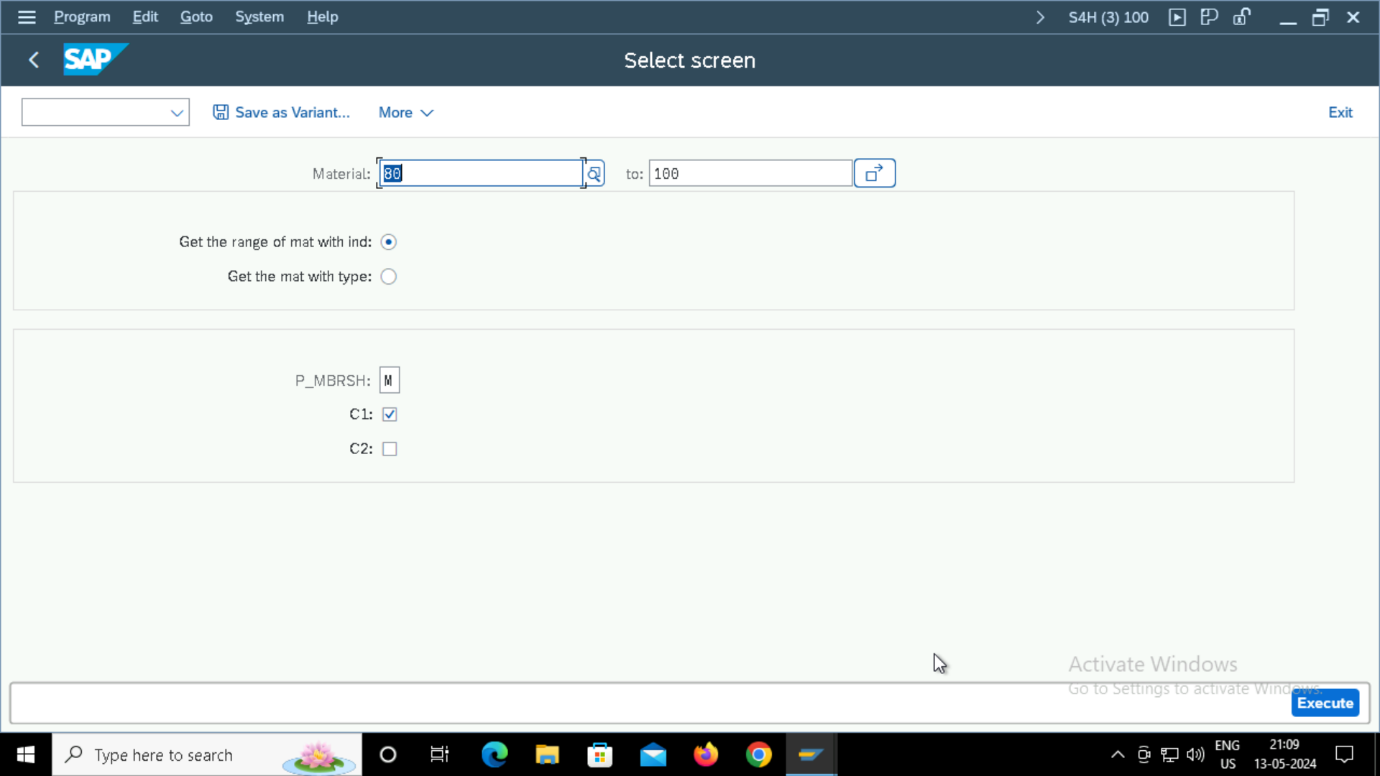 Program Edit Goto System Help S4H (3) 100
SAP Select screen
Save as Variant... More Exit
Material: 80 to: 100
Get the range of mat with ind:
Get the mat with type:
P_MBRSH: M
C1:
C2:
Activate Windows
Go to Settings to activate Windows.
Execute
Type here to search
ENG 21:09
US 13-05-2024